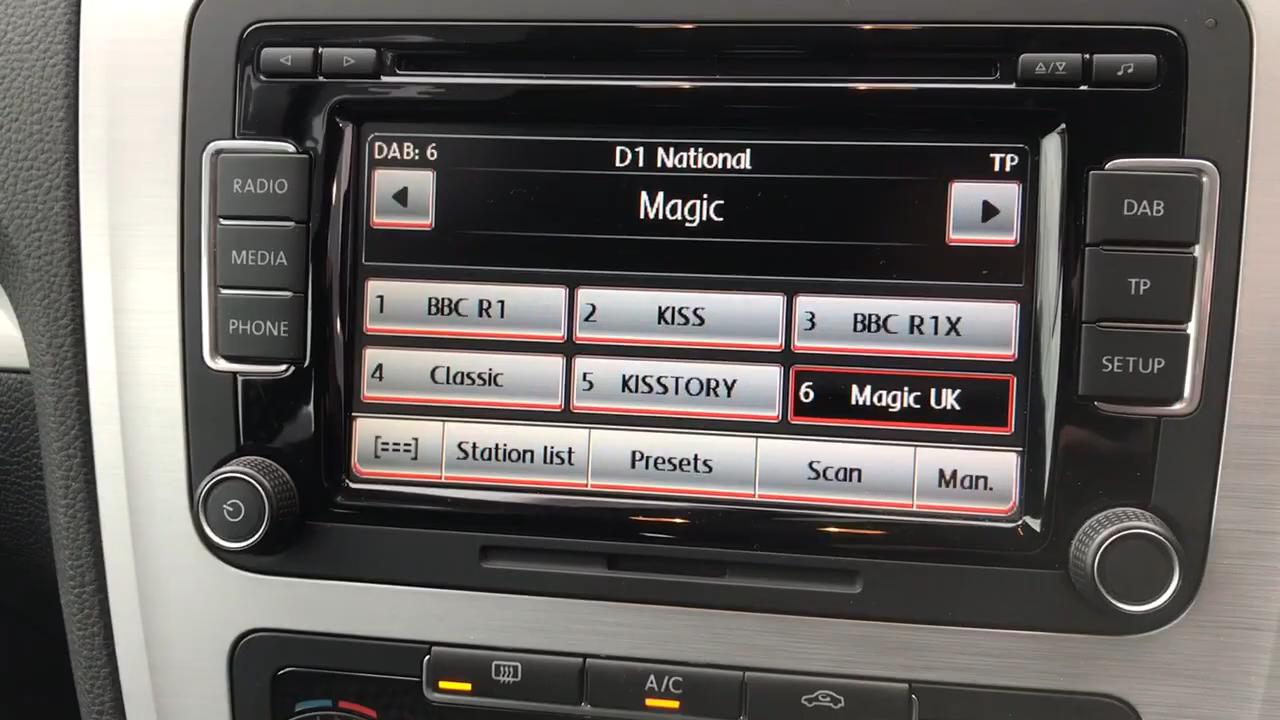 DAB: 6
D1 National
TP
Magic
RADIO
MEDIA
PHONE
DAB
TP
SETUP
1 BBC R1
2 KISS
3 BBC R1X
4 Classic
5 KISSTORY
6 Magic UK
[===]
Station list
Presets
Scan
Man.
A/C